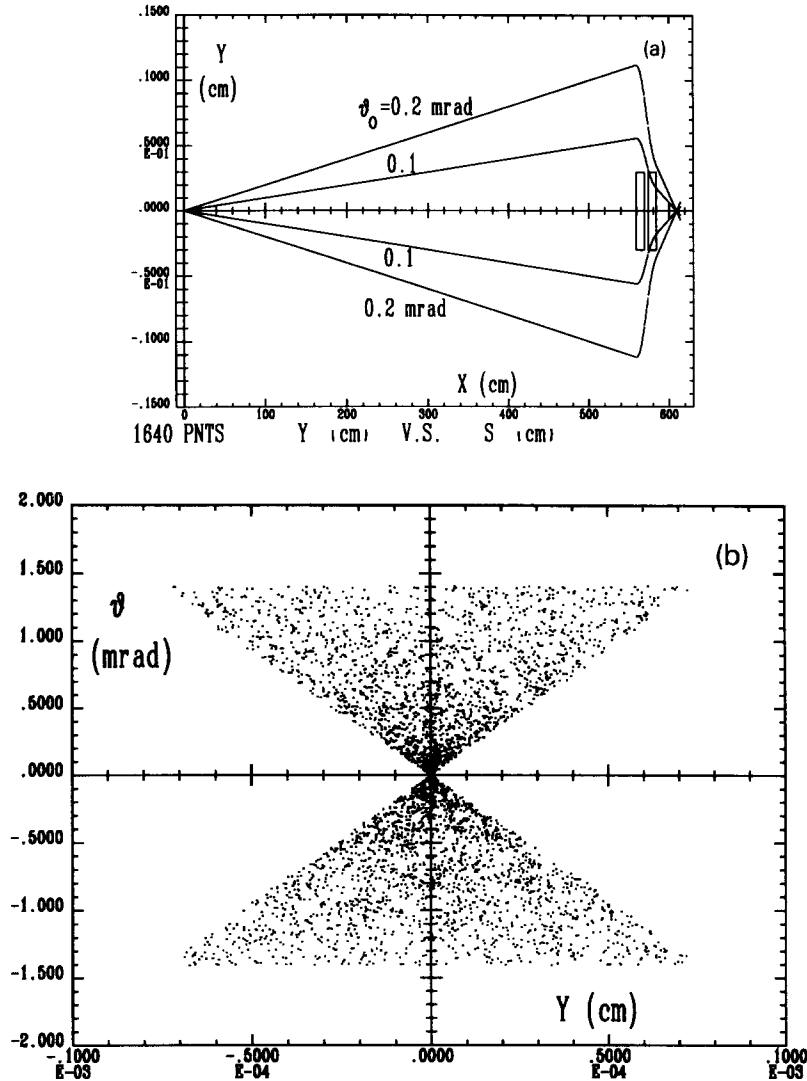 .1500
Y
(a)
.1000
(cm)
ϑ₀=0.2 mrad
.5000
E-01
0.1
.0000
0.1
-.5000
E-01
0.2 mrad
-.1000
X (cm)
-.1500
0 100 200 300 400 500 600
1640 PNTS Y (cm) V.S. S (cm)
2.000
(b)
1.500
ϑ
1.000
(mrad)
.5000
.0000
-.5000
-1.000
-1.500
Y (cm)
-2.000
-.1000 -.5000 .0000 0.5000 0.1000
E-03 E-04 E-04 E-03